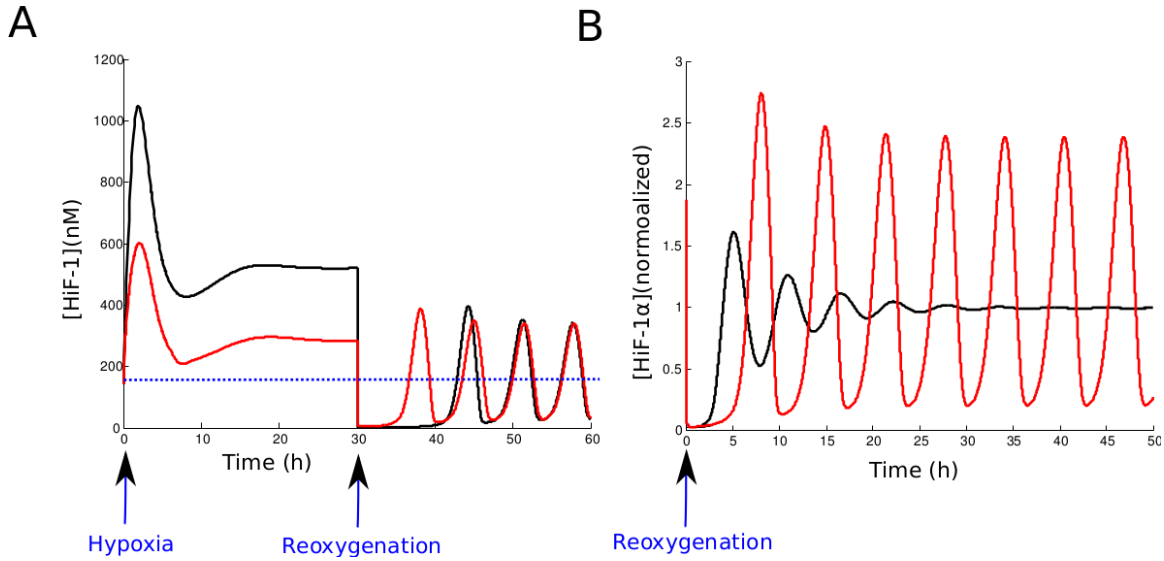 A
[HiF-1](nM)
1200
1000
800
600
400
200
0
0 10 20 30 40 50 60
Time (h)
Hypoxia
Reoxygenation
B
[HiF-1α](normoalized)
3
2.5
2
1.5
1
0.5
0
0 5 10 15 20 25 30 35 40 45 50
Time (h)
Reoxygenation